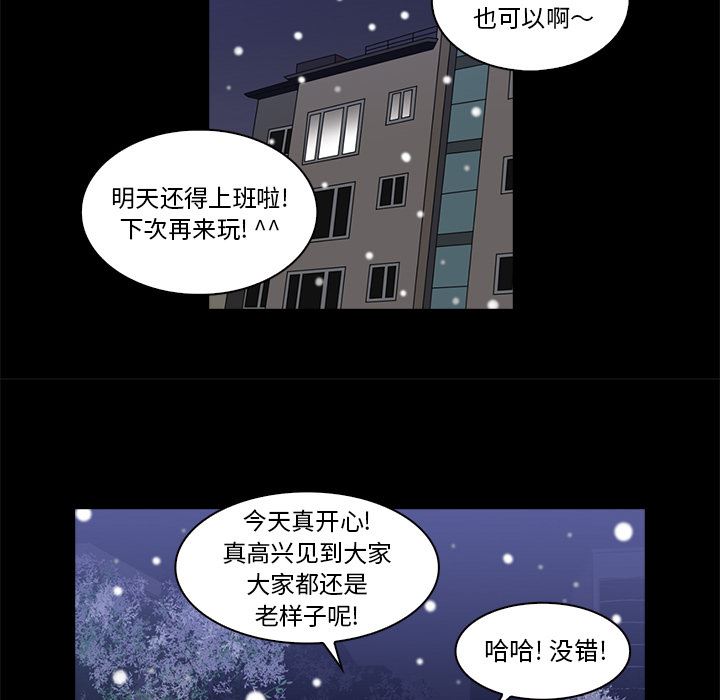 也可以啊～
明天还得上班啦!
下次再来玩! ^^
今天真开心!
真高兴见到大家
大家都还是
老样子呢!
哈哈! 没错!